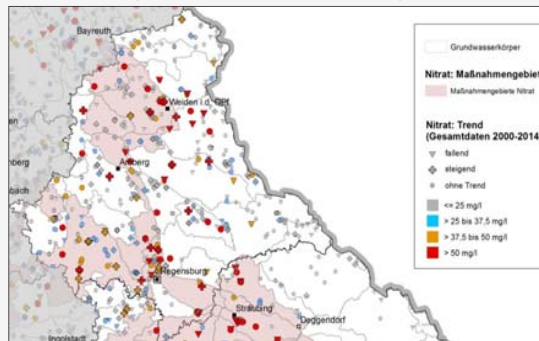 Bayreuth
Weiden i.d. OPf.
Amberg
Regensburg
Straubing
Deggendorf
Ingolstadt
Grundwasserkörper
Nitrat: Maßnahmengebiete
Maßnahmengebiete Nitrat
Nitrat: Trend
(Gesamtdaten 2000-2014
fallend
steigend
ohne Trend
<= 25 mg/l
> 25 bis 37,5 mg/l
> 37,5 bis 50 mg/l
> 50 mg/l